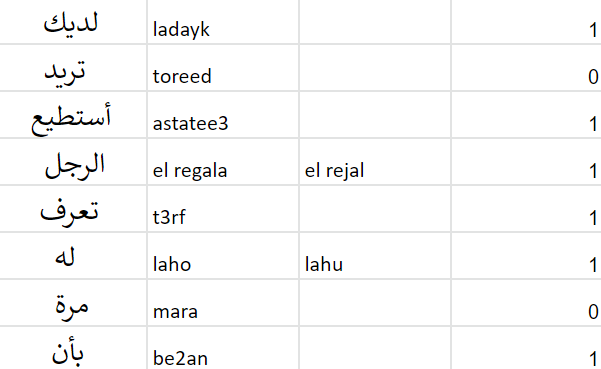 لديك ladayk 1
تريد toreed 0
أستطيع astatee3 1
الرجل el regala el rejal 1
تعرف t3rf 1
له laho lahu 1
مرة mara 0
بأن be2an 1